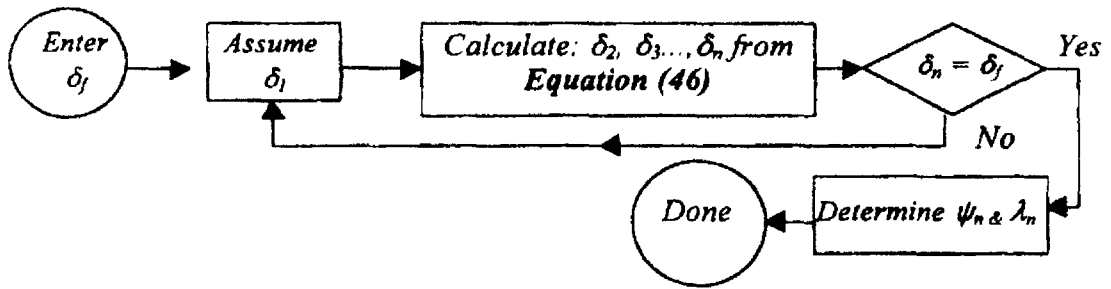 Enter
δf
Assume
δ1
Calculate: δ2, δ3..., δn from
Equation (46)
δn = δf
Yes
No
Determine ψn & λn
Done